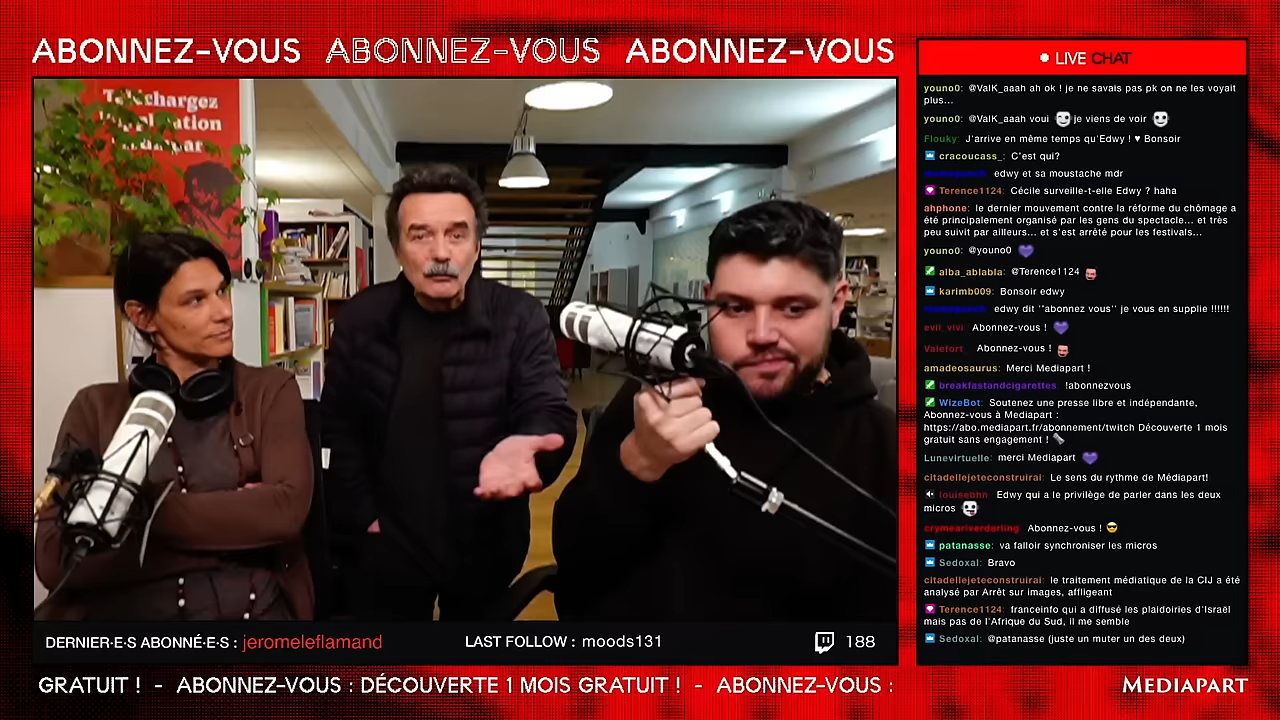 ABONNEZ-VOUS ABONNEZ-VOUS ABONNEZ-VOUS
Téléchargez
l'application
LIVE CHAT
youno0: @ValK_aaah ah ok ! je ne savais pas pk on ne les voyait
plus...
youno0: @ValK_aaah voui je viens de voir
Flouky: J'arrive en même temps qu'Edwy ! ♥ Bonsoir
cracoucass_: C'est qui?
edwy et sa moustache mdr
Terence1124: Cécile surveille-t-elle Edwy ? haha
ahphone: le dernier mouvement contre la réforme du chômage a
été principalement organisé par les gens du spectacle... et très
peu suivit par ailleurs... et s'est arrêté pour les festivals...
youno0: @youno0
alba_ablabla: @Terence1124
karimb009: Bonsoir edwy
edwy dit ''abonnez vous'' je vous en supplie !!!!!!
evil_vivi Abonnez-vous !
Valefort Abonnez-vous !
amadeosaurus: Merci Mediapart !
breakfastandcigarettes: !abonnezvous
WizeBot: Soutenez une presse libre et indépendante,
Abonnez-vous à Mediapart :
https://abo.mediapart.fr/abonnement/twitch Découverte 1 mois
gratuit sans engagement !
Lunevirtuelle: merci Mediapart
citadellejeteconstruirai: Le sens du rythme de Médiapart!
louisebhn Edwy qui a le privilège de parler dans les deux
micros
crymeariverdarling Abonnez-vous !
patanasse: va falloir synchroniser les micros
Sedoxal: Bravo
citadellejeteconstruirai: le traitement médiatique de la CIJ a été
analysé par Arrêt sur images, affligeant
Terence1124: franceinfo qui a diffusé les plaidoiries d'Israël
mais pas de l'Afrique du Sud, il me semble
Sedoxal: @patanasse (juste un muter un des deux)
DERNIER·E·S ABONNÉ·E·S : jeromeleflamand LAST FOLLOW : moods131 188
GRATUIT ! - ABONNEZ-VOUS : DÉCOUVERTE 1 MOIS GRATUIT ! - ABONNEZ-VOUS :
MEDIAPART